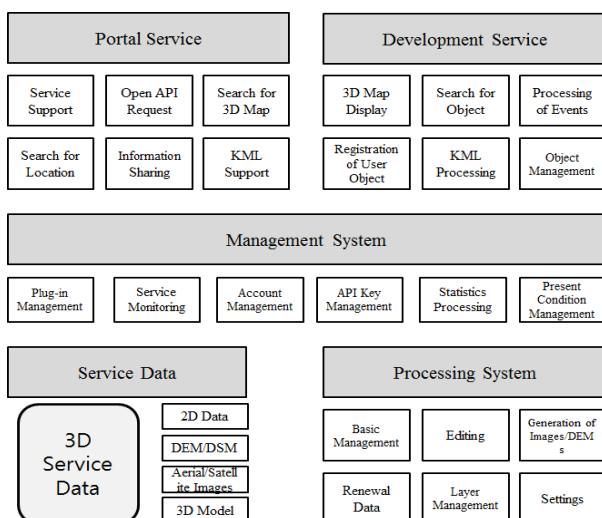 Portal Service
Development Service
Service
Support
Open API
Request
Search for
3D Map
3D Map
Display
Search for
Object
Processing
of Events
Search for
Location
Information
Sharing
KML
Support
Registration
of User
Object
KML
Processing
Object
Management
Management System
Plug-in
Management
Service
Monitoring
Account
Management
API Key
Management
Statistics
Processing
Present
Condition
Management
Service Data
Processing System
3D
Service
Data
2D Data
DEM/DSM
Aerial/Satell
ite Images
3D Model
Basic
Management
Editing
Generation of
Images/DEM
s
Renewal
Data
Layer
Management
Settings